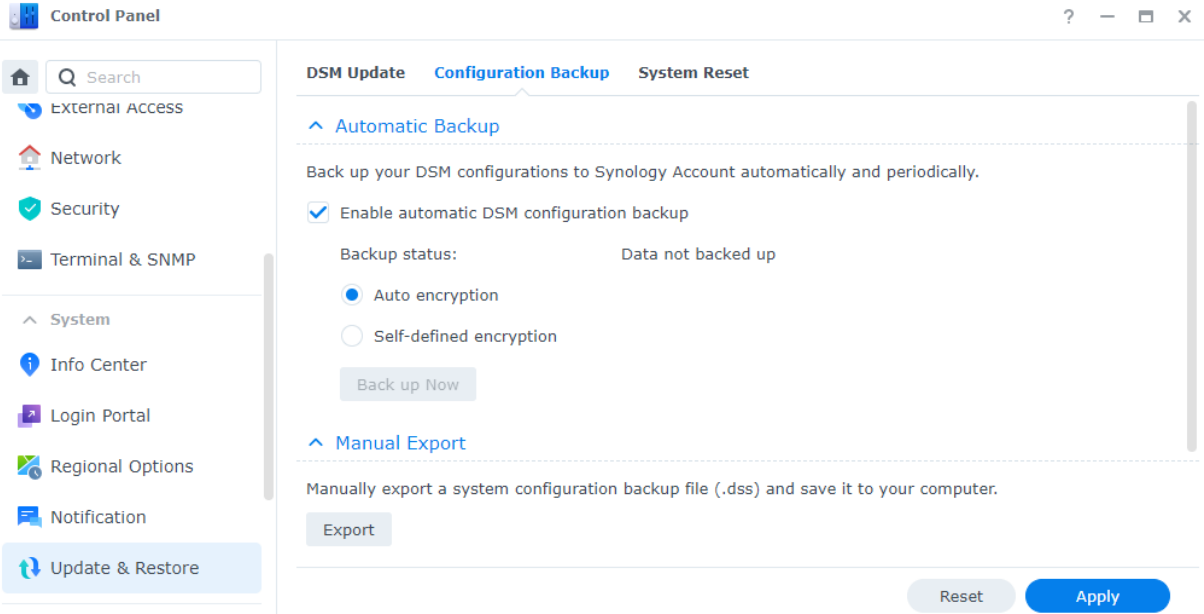 Control Panel
?
Search
External Access
Network
Security
Terminal & SNMP
System
Info Center
Login Portal
Regional Options
Notification
Update & Restore
DSM Update Configuration Backup System Reset
Automatic Backup
Back up your DSM configurations to Synology Account automatically and periodically.
Enable automatic DSM configuration backup
Backup status: Data not backed up
Auto encryption
Self-defined encryption
Back up Now
Manual Export
Manually export a system configuration backup file (.dss) and save it to your computer.
Export
Reset Apply